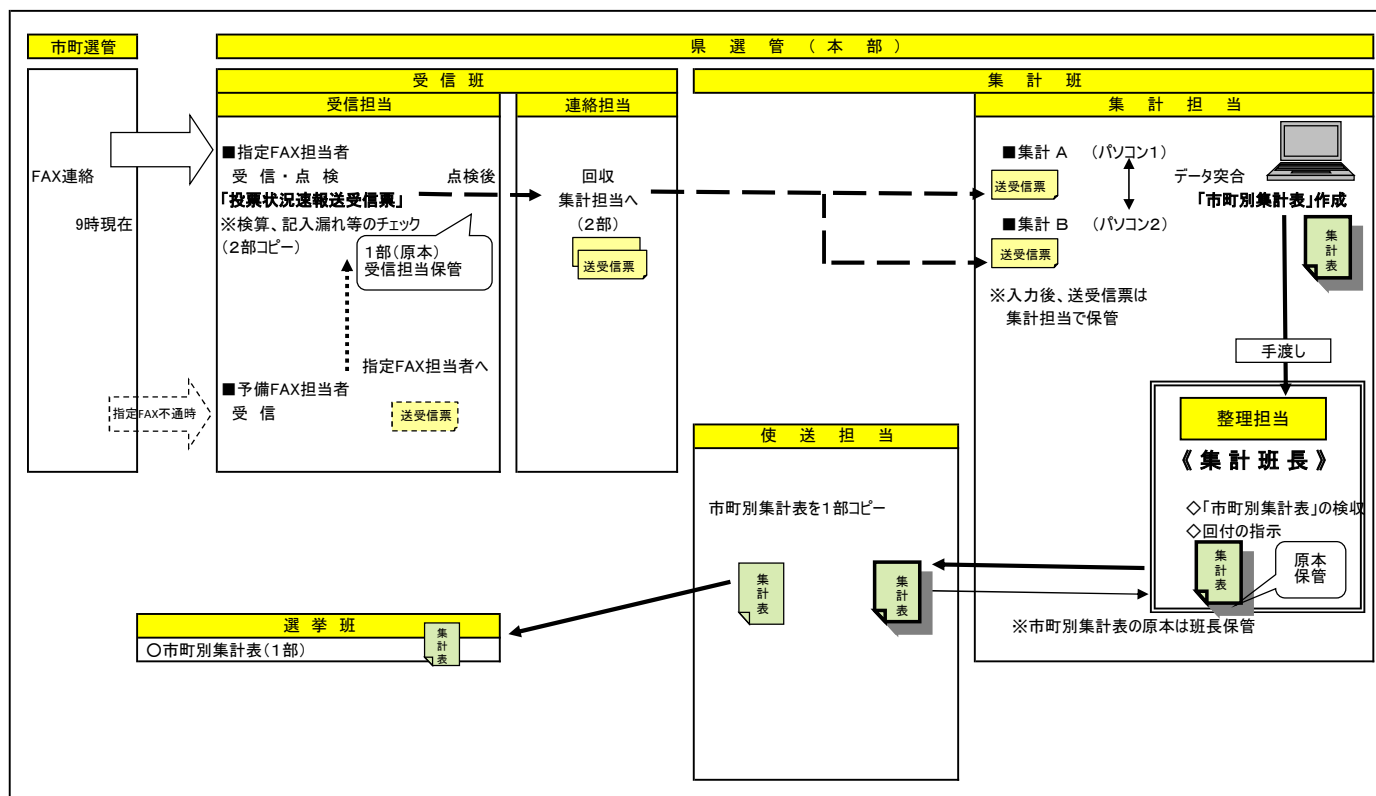 市町選管
県選管(本部)
受信班
集計班
受信担当
連絡担当
集計担当
FAX連絡
9時現在
■指定FAX担当者
受信・点検
「投票状況速報送受信票」
※検算、記入漏れ等のチェック
(2部コピー)
点検後
1部(原本)
受信担当保管
指定FAX担当者へ
指定FAX不通時
■予備FAX担当者
受信
送受信票
回収
集計担当へ
(2部)
送受信票
■集計A (パソコン1)
送受信票
データ突合
■集計B (パソコン2)
送受信票
「市町別集計表」作成
集計表
※入力後、送受信票は
集計担当で保管
手渡し
整理担当
《集計班長》
◇「市町別集計表」の検収
◇回付の指示
集計表
原本
保管
※市町別集計表の原本は班長保管
使送担当
市町別集計表を1部コピー
集計表
集計表
選挙班
○市町別集計表(1部)
集計表